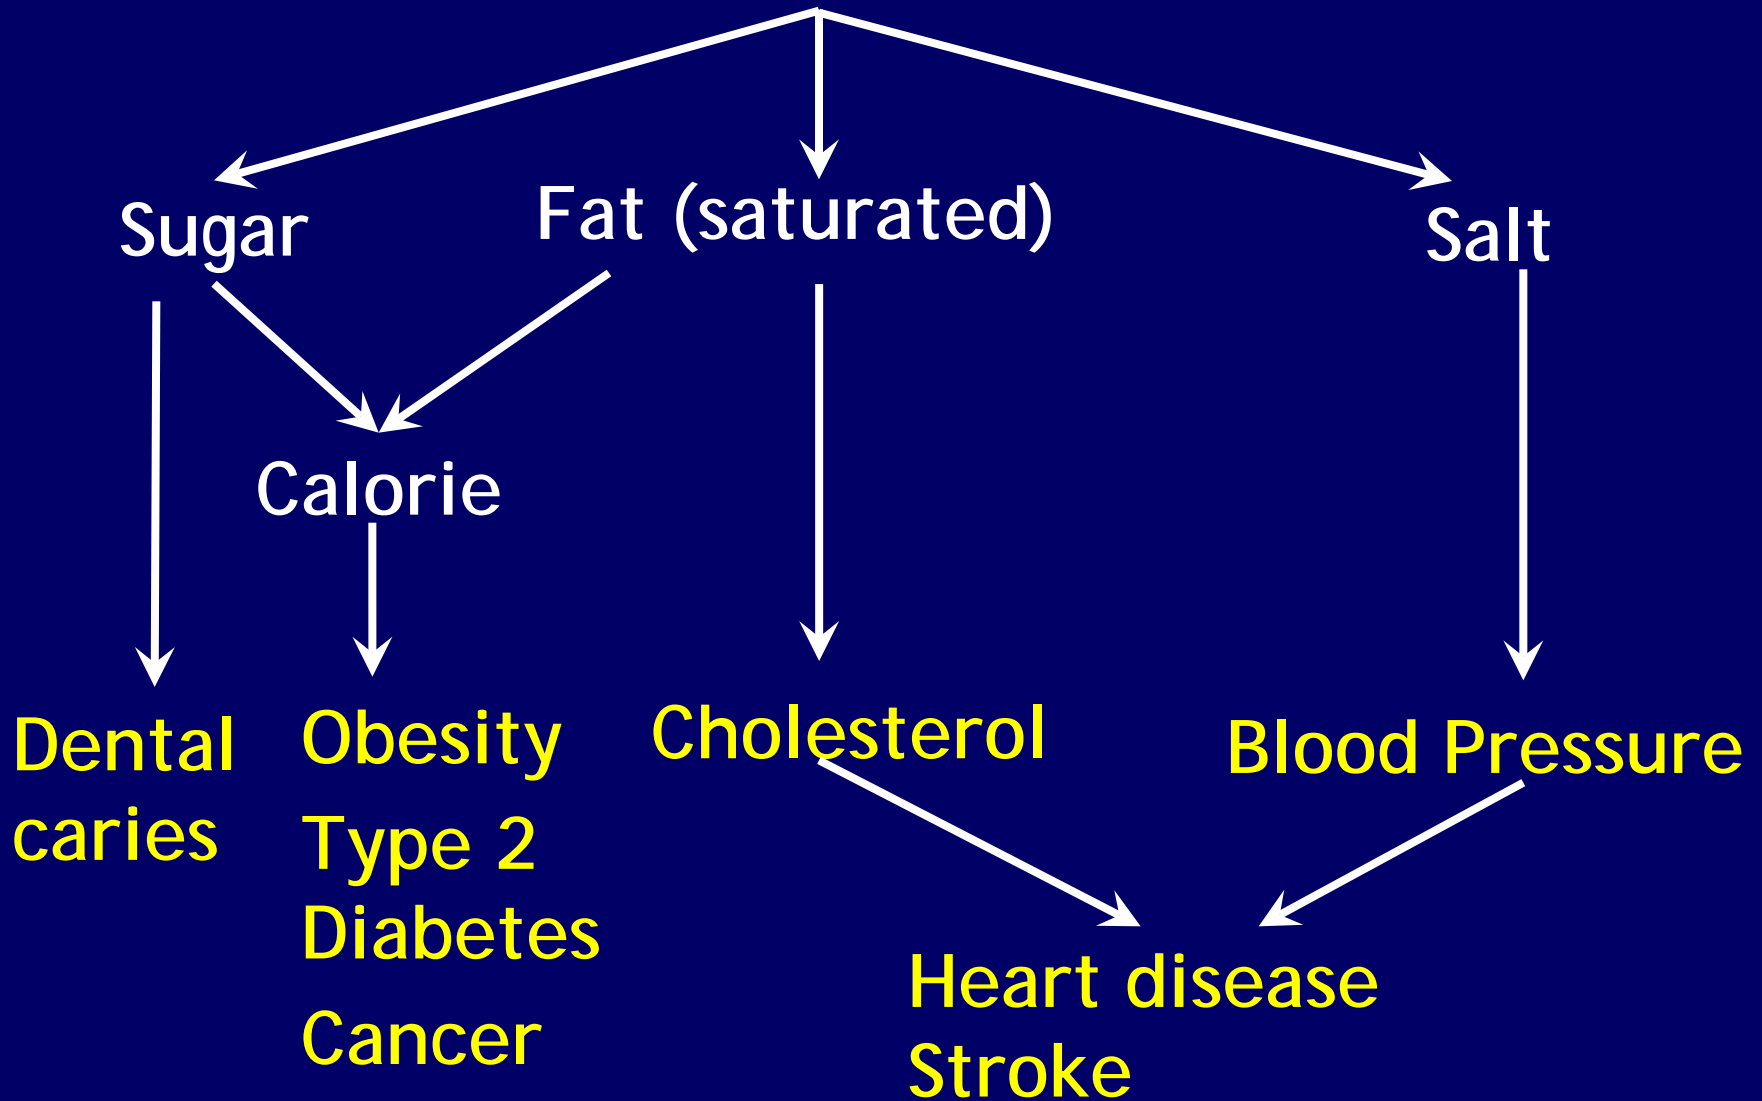 Sugar
Fat (saturated)
Salt
Calorie
Dental
caries
Obesity
Type 2
Diabetes
Cancer
Cholesterol
Blood Pressure
Heart disease
Stroke